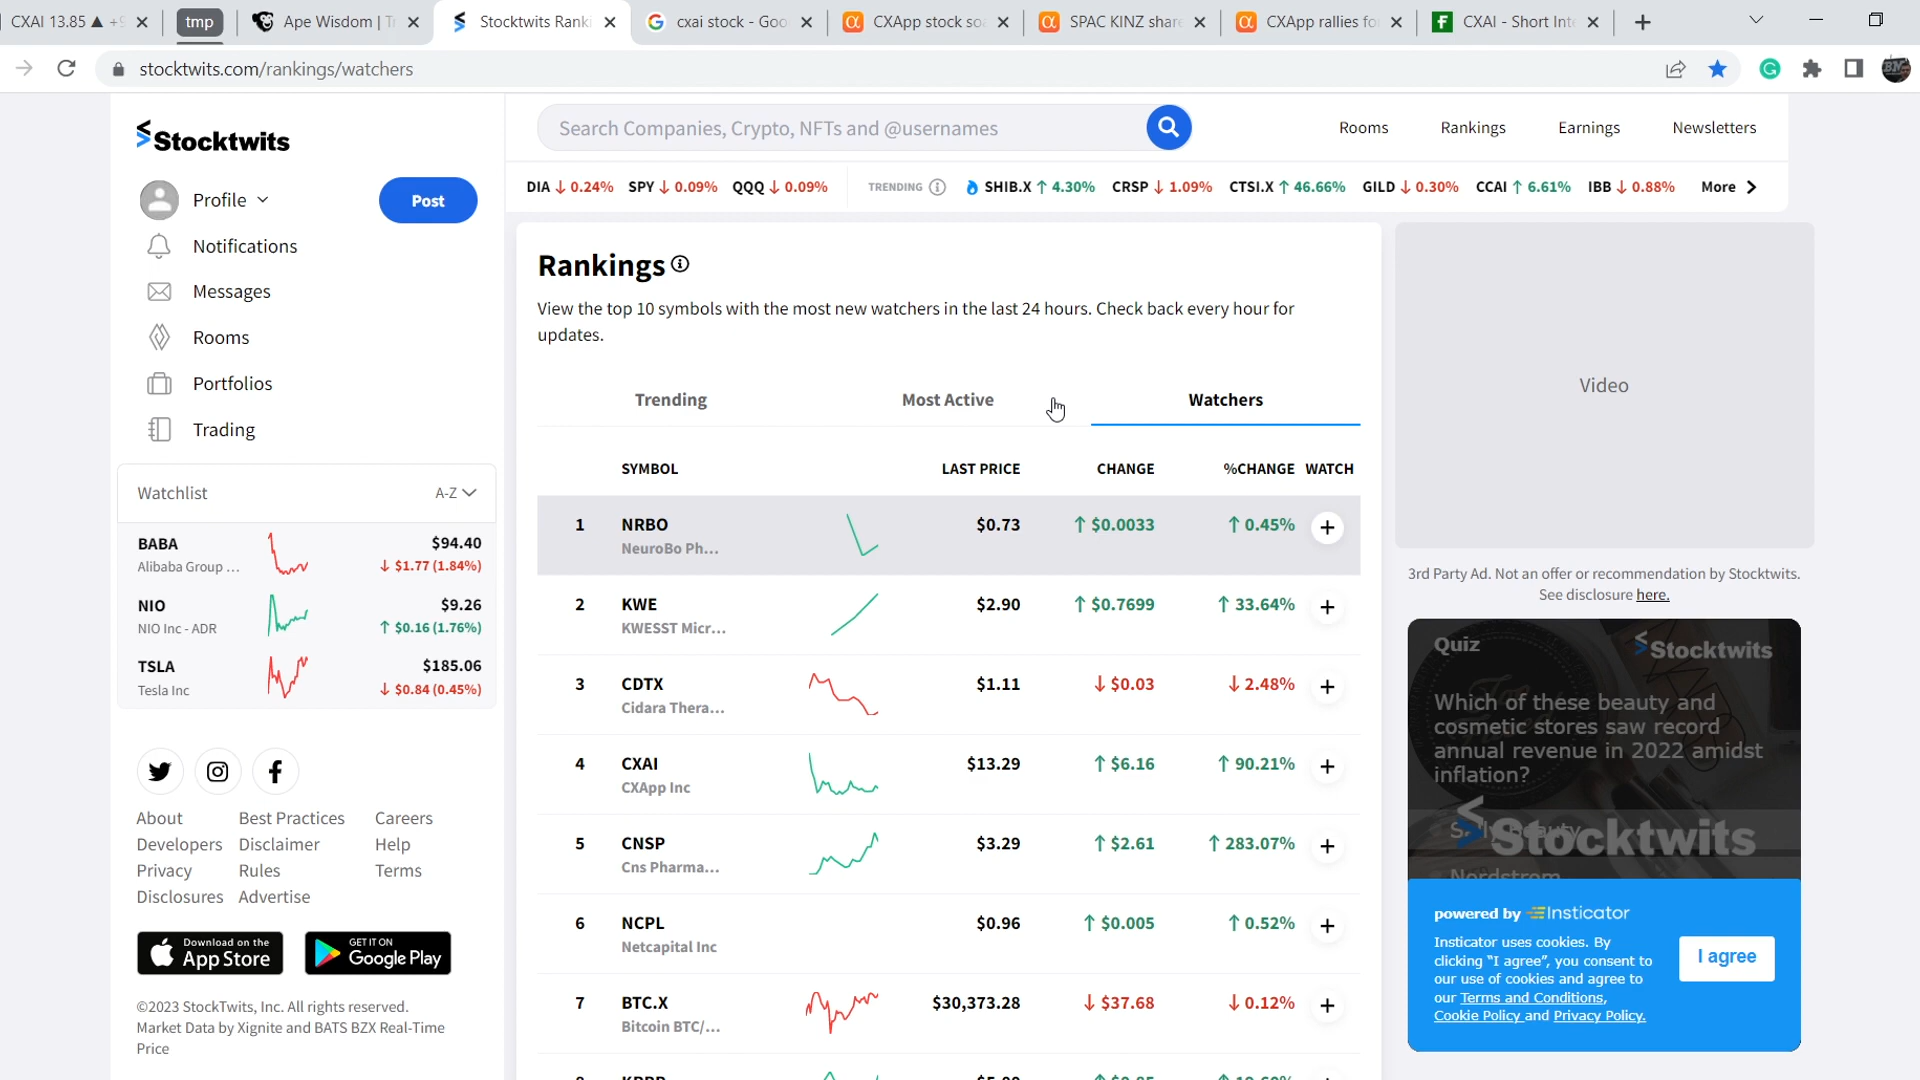 CXAI 13.85 ▲ +9
tmp
Ape Wisdom | Tr
Stocktwits Ranki
cxai stock - Goo
CXApp stock soa
SPAC KINZ share
CXApp rallies fo
CXAI - Short Inte
stocktwits.com/rankings/watchers
Stocktwits
Search Companies, Crypto, NFTs and @usernames
Rooms
Rankings
Earnings
Newsletters
DIA ↓ 0.24% SPY ↓ 0.09% QQQ ↓ 0.09% TRENDING SHIB.X ↑ 4.30% CRSP ↓ 1.09% CTSI.X ↑ 46.66% GILD ↓ 0.30% CCAI ↑ 6.61% IBB ↓ 0.88% More
Profile
Post
Notifications
Messages
Rooms
Portfolios
Trading
Watchlist A-Z
BABA $94.40
Alibaba Group ... ↓ $1.77 (1.84%)
NIO $9.26
NIO Inc - ADR ↑ $0.16 (1.76%)
TSLA $185.06
Tesla Inc ↓ $0.84 (0.45%)
About Best Practices Careers
Developers Disclaimer Help
Privacy Rules Terms
Disclosures Advertise
Download on the
App Store
GET IT ON
Google Play
©2023 StockTwits, Inc. All rights reserved.
Market Data by Xignite and BATS BZX Real-Time
Price
Rankings
View the top 10 symbols with the most new watchers in the last 24 hours. Check back every hour for
updates.
Trending Most Active Watchers
SYMBOL LAST PRICE CHANGE %CHANGE WATCH
1 NRBO $0.73 ↑ $0.0033 ↑ 0.45% +
NeuroBo Ph...
2 KWE $2.90 ↑ $0.7699 ↑ 33.64% +
KWESST Micr...
3 CDTX $1.11 ↓ $0.03 ↓ 2.48% +
Cidara Thera...
4 CXAI $13.29 ↑ $6.16 ↑ 90.21% +
CXApp Inc
5 CNSP $3.29 ↑ $2.61 ↑ 283.07% +
Cns Pharma...
6 NCPL $0.96 ↑ $0.005 ↑ 0.52% +
Netcapital Inc
7 BTC.X $30,373.28 ↓ $37.68 ↓ 0.12% +
Bitcoin BTC/...
Video
3rd Party Ad. Not an offer or recommendation by Stocktwits.
See disclosure here.
Quiz
Stocktwits
Which of these beauty and
cosmetic stores saw record
annual revenue in 2022 amidst
inflation?
Stocktwits
Nordstrom
powered by Insticator
Insticator uses cookies. By
clicking "I agree", you consent to
our use of cookies and agree to
our Terms and Conditions,
Cookie Policy and Privacy Policy.
I agree